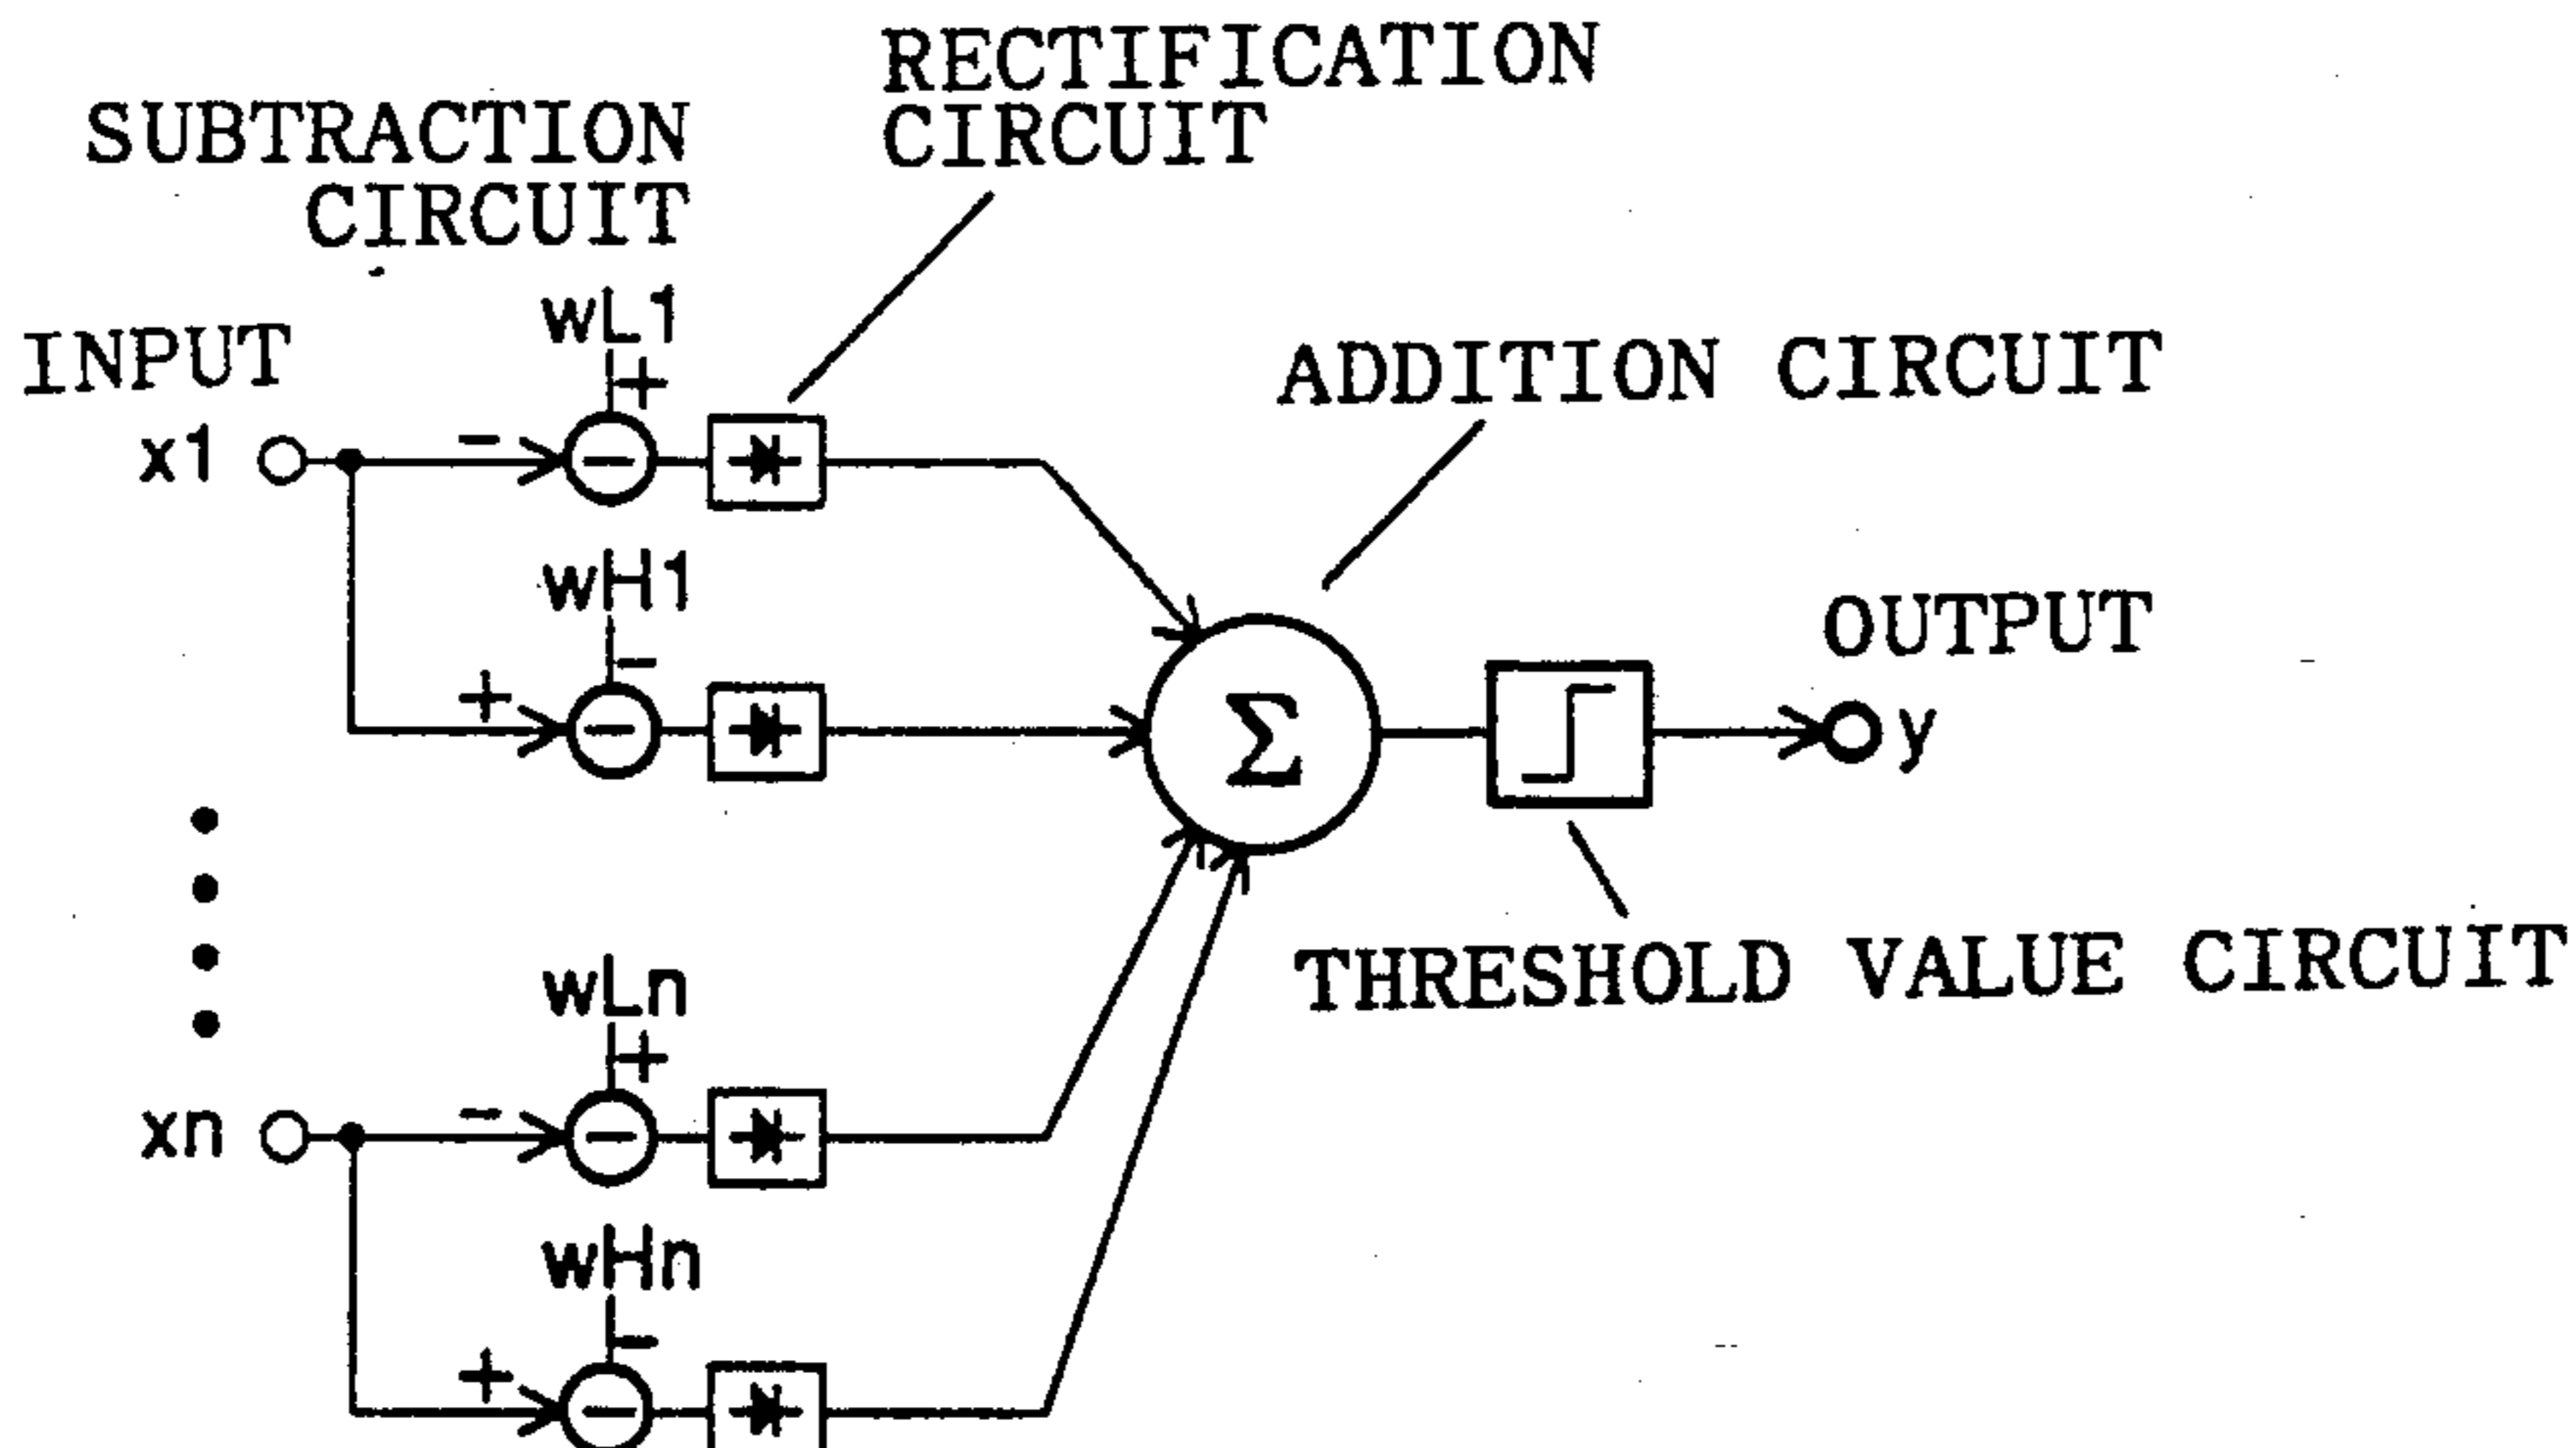 RECTIFICATION
CIRCUIT
SUBTRACTION
CIRCUIT
INPUT
wL1
+
ADDITION CIRCUIT
x1
-
-
wH1
-
OUTPUT
+
-
Σ
y
THRESHOLD VALUE CIRCUIT
wLn
+
xn
-
-
wHn
-
+
-